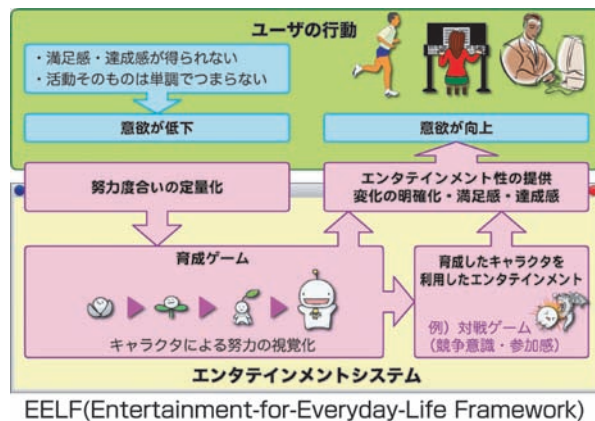 ユーザの行動
・満足感・達成感が得られない
・活動そのものは単調でつまらない
意欲が低下
意欲が向上
努力度合いの定量化
エンタテインメント性の提供
変化の明確化・満足感・達成感
育成ゲーム
キャラクタによる努力の視覚化
育成したキャラクタを
利用したエンタテインメント
例）対戦ゲーム
（競争意識・参加感）
エンタテインメントシステム
EELF(Entertainment-for-Everyday-Life Framework)